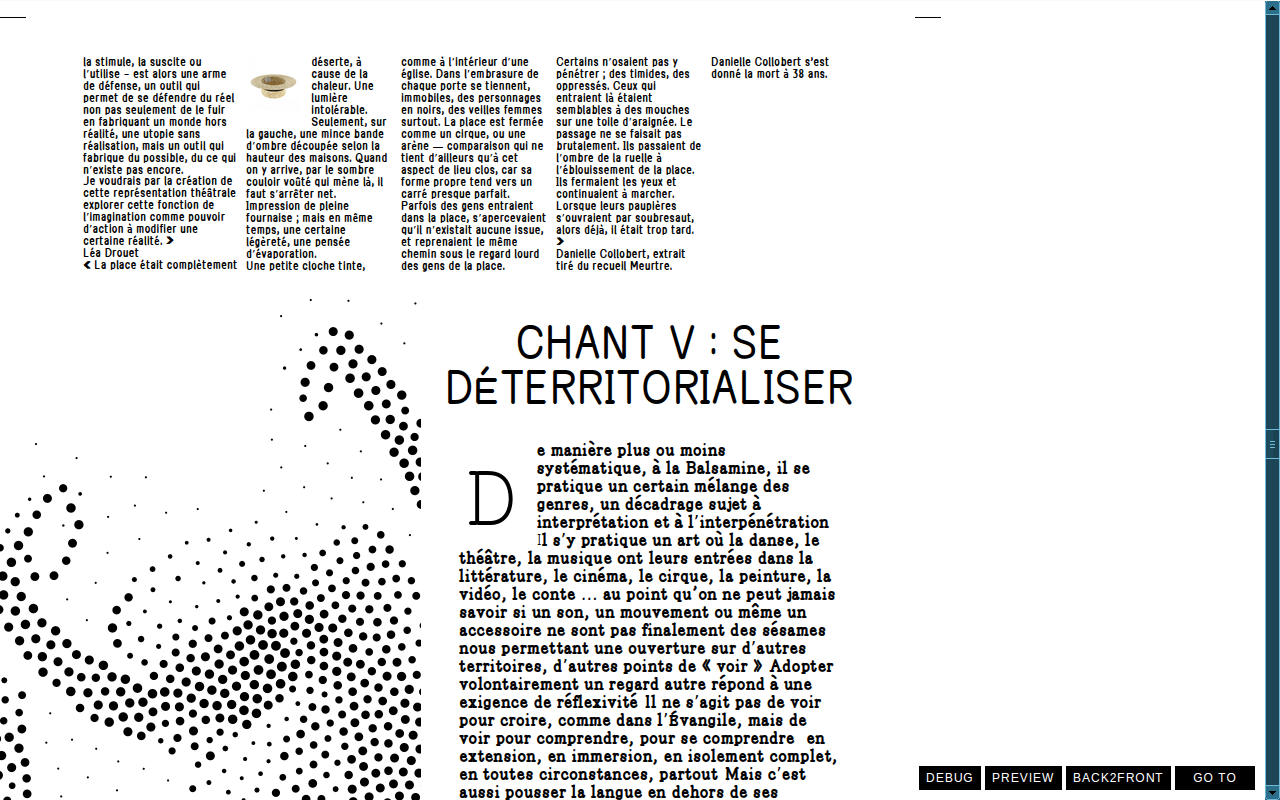 la stimule, la suscite ou
l'utilise – est alors une arme
de défense, un outil qui
permet de se défendre du réel
non pas seulement de le fuir
en fabriquant un monde hors
réalité, une utopie sans
réalisation, mais un outil qui
fabrique du possible, du ce qui
n'existe pas encore.
Je voudrais par la création de
cette représentation théâtrale
explorer cette fonction de
l'imagination comme pouvoir
d'action à modifier une
certaine réalité. »
Léa Drouet
« La place était complètement
déserte, à
cause de la
chaleur. Une
lumière
intolérable.
Seulement, sur
la gauche, une mince bande
d'ombre découpée selon la
hauteur des maisons. Quand
on y arrive, par le sombre
couloir voûté qui mène là, il
faut s'arrêter net.
Impression de pleine
fournaise ; mais en même
temps, une certaine
légèreté, une pensée
d'évaporation.
Une petite cloche tinte,
comme à l'intérieur d'une
église. Dans l'embrasure de
chaque porte se tiennent,
immobiles, des personnages
en noirs, des veilles femmes
surtout. La place est fermée
comme un cirque, ou une
arène — comparaison qui ne
tient d'ailleurs qu'à cet
aspect de lieu clos, car sa
forme propre tend vers un
carré presque parfait.
Parfois des gens entraient
dans la place, s'apercevaient
qu'il n'existait aucune issue,
et reprenaient le même
chemin sous le regard lourd
des gens de la place.
Certains n'osaient pas y
pénétrer ; des timides, des
oppressés. Ceux qui
entraient là étaient
semblables à des mouches
sur une toile d'araignée. Le
passage ne se faisait pas
brutalement. Ils passaient de
l'ombre de la ruelle à
l'éblouissement de la place.
Ils fermaient les yeux et
continuaient à marcher.
Lorsque leurs paupières
s'ouvraient par soubresaut,
alors déjà, il était trop tard.
»
Danielle Collobert, extrait
tiré du recueil Meurtre.
Danielle Collobert s'est
donné la mort à 38 ans.
CHANT V : SE
DÉTERRITORIALISER
De manière plus ou moins
systématique, à la Balsamine, il se
pratique un certain mélange des
genres, un décadrage sujet à
interprétation et à l'interpénétration
Il s'y pratique un art où la danse, le
théâtre, la musique ont leurs entrées dans la
littérature, le cinéma, le cirque, la peinture, la
vidéo, le conte ... au point qu'on ne peut jamais
savoir si un son, un mouvement ou même un
accessoire ne sont pas finalement des sésames
nous permettant une ouverture sur d'autres
territoires, d'autres points de « voir » Adopter
volontairement un regard autre répond à une
exigence de réflexivité Il ne s'agit pas de voir
pour croire, comme dans l'Évangile, mais de
voir pour comprendre, pour se comprendre en
extension, en immersion, en isolement complet,
en toutes circonstances, partout Mais c'est
aussi pousser la langue en dehors de ses
DEBUG PREVIEW BACK2FRONT GO TO